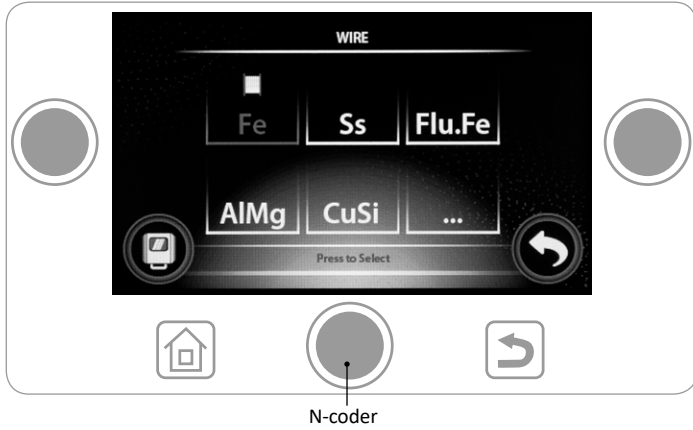 WIRE
Fe Ss Flu.Fe
AlMg CuSi ...
Press to Select
N-coder